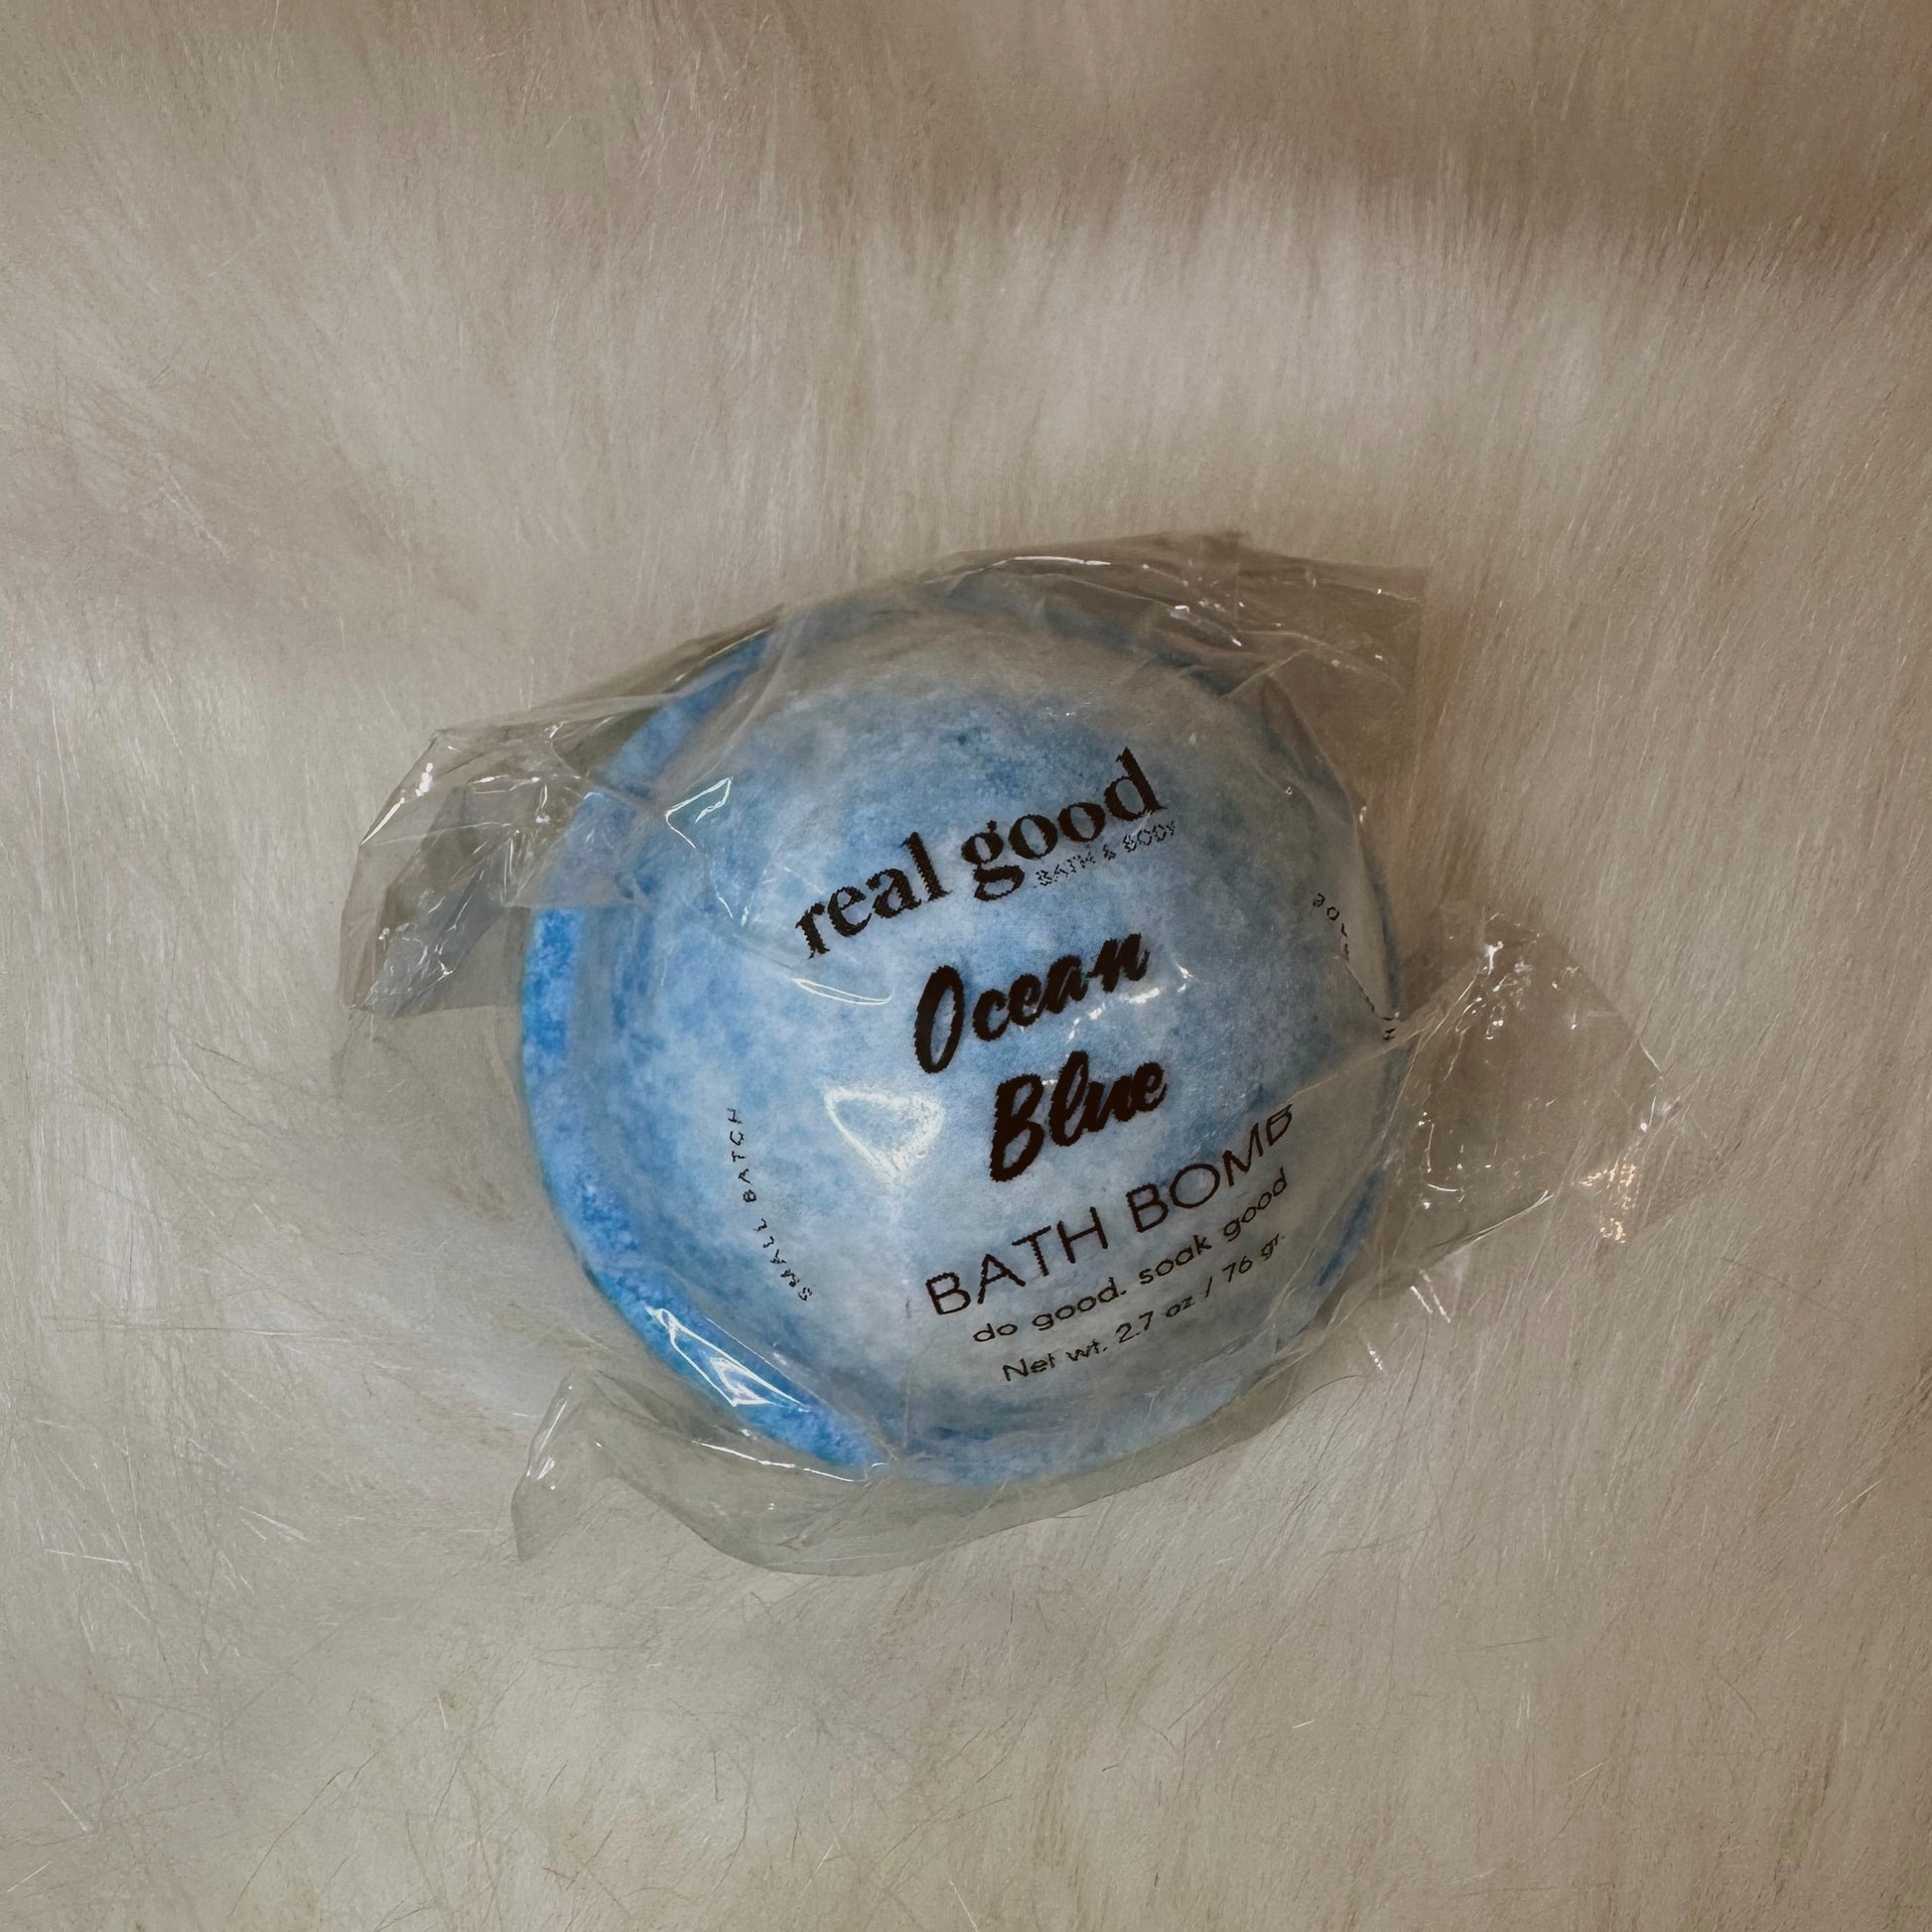 real good
BATH & BODY
Ocean
Blue
BATH BOMB
do good. soak good
Net wt. 2.7 oz / 76 gr.
SMALL BATCH